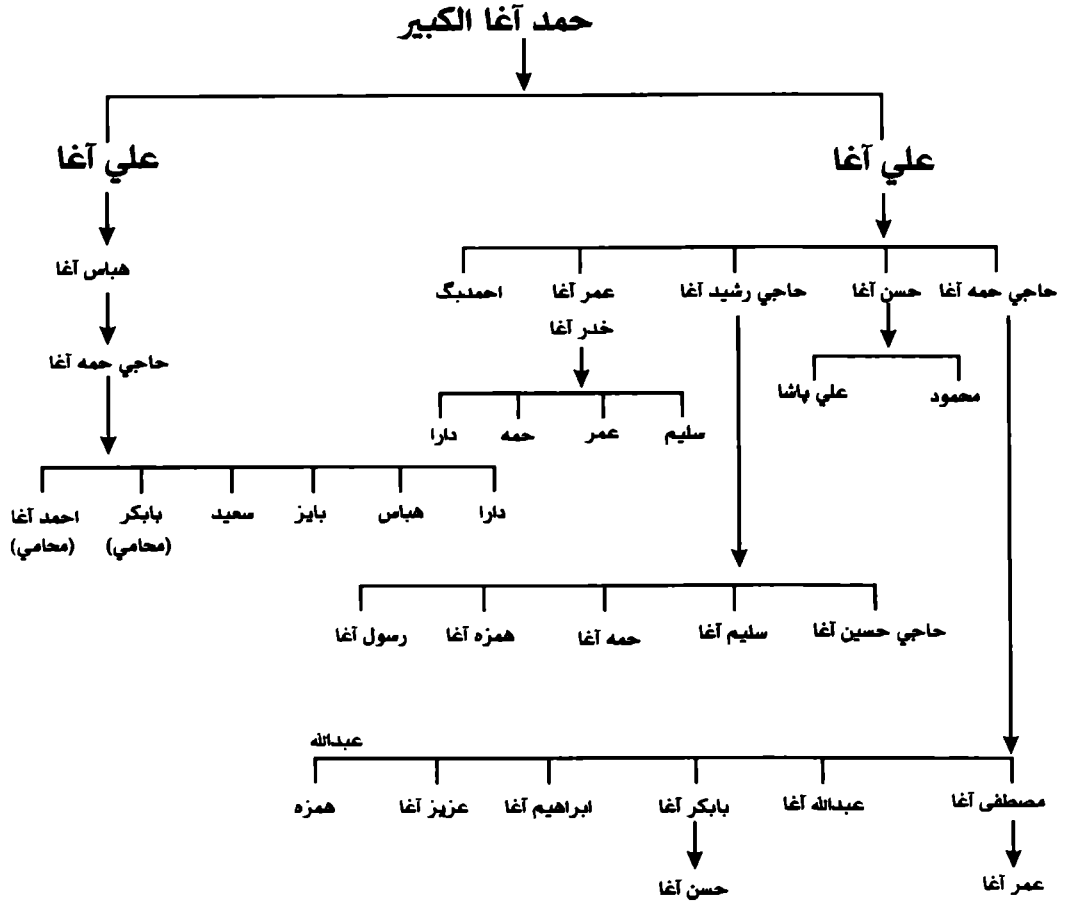 حمد آغا الكبير
علي آغا
علي آغا
حاجي حمه آغا
حسن آغا
حاجي رشيد آغا
عمر آغا
احمدبگ
هباس آغا
خدر آغا
حاجي حمه آغا
محمود
علي پاشا
سليم
عمر
حمه
دارا
دارا
هباس
بايز
سعيد
بابكر
(محامي)
احمد آغا
(محامي)
حاجي حسين آغا
سليم آغا
حمه آغا
همزه آغا
رسول آغا
عبدالله
مصطفى آغا
عبدالله آغا
بابكر آغا
ابراهيم آغا
عزيز آغا
همزه
عمر آغا
حسن آغا